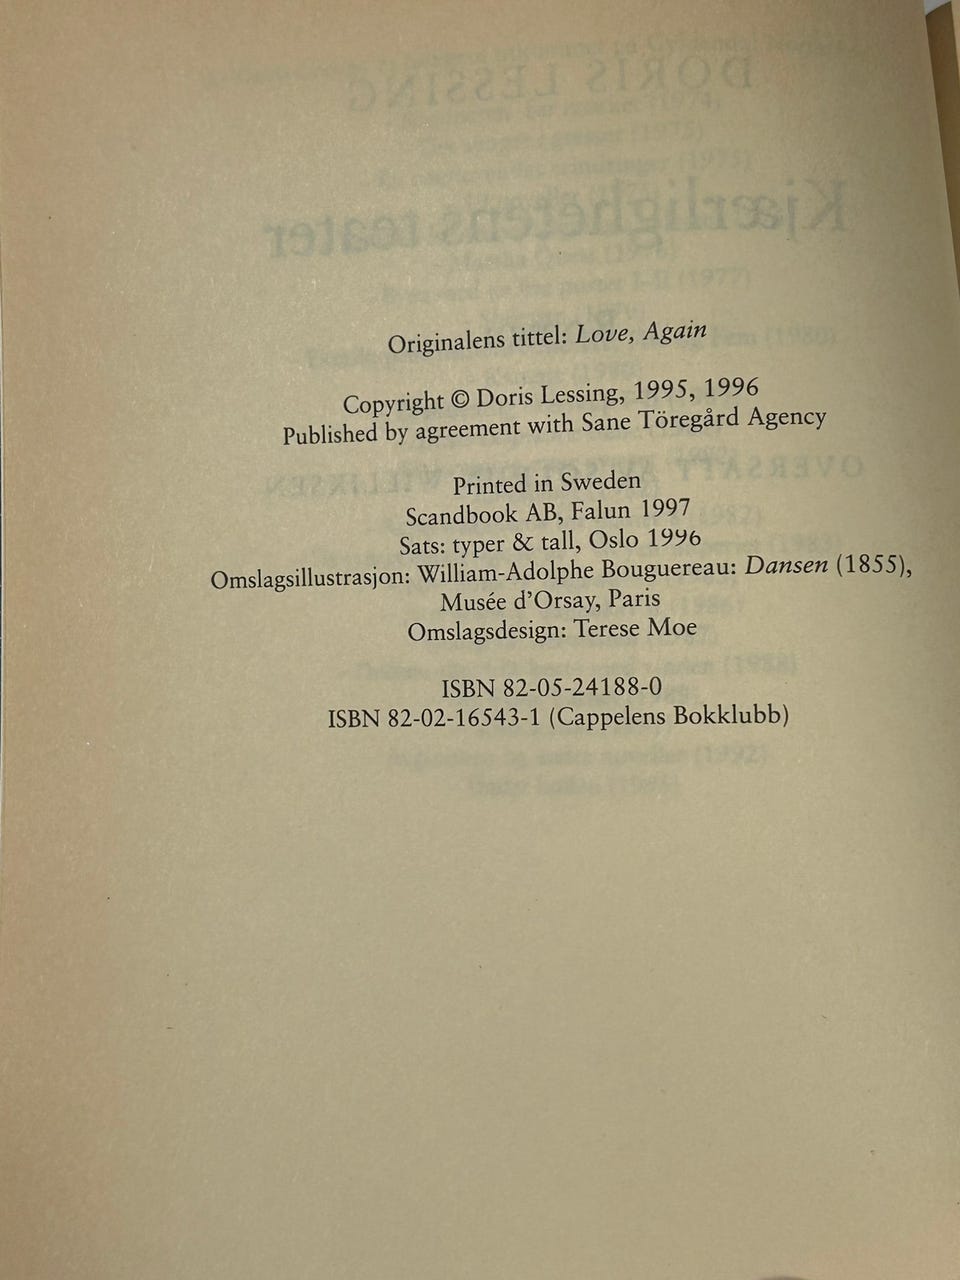 Originalens tittel: Love, Again
Copyright © Doris Lessing, 1995, 1996
Published by agreement with Sane Töregård Agency
Printed in Sweden
Scandbook AB, Falun 1997
Sats: typer & tall, Oslo 1996
Omslagsillustrasjon: William-Adolphe Bouguereau: Dansen (1855),
Musée d'Orsay, Paris
Omslagsdesign: Terese Moe
ISBN 82-05-24188-0
ISBN 82-02-16543-1 (Cappelens Bokklubb)